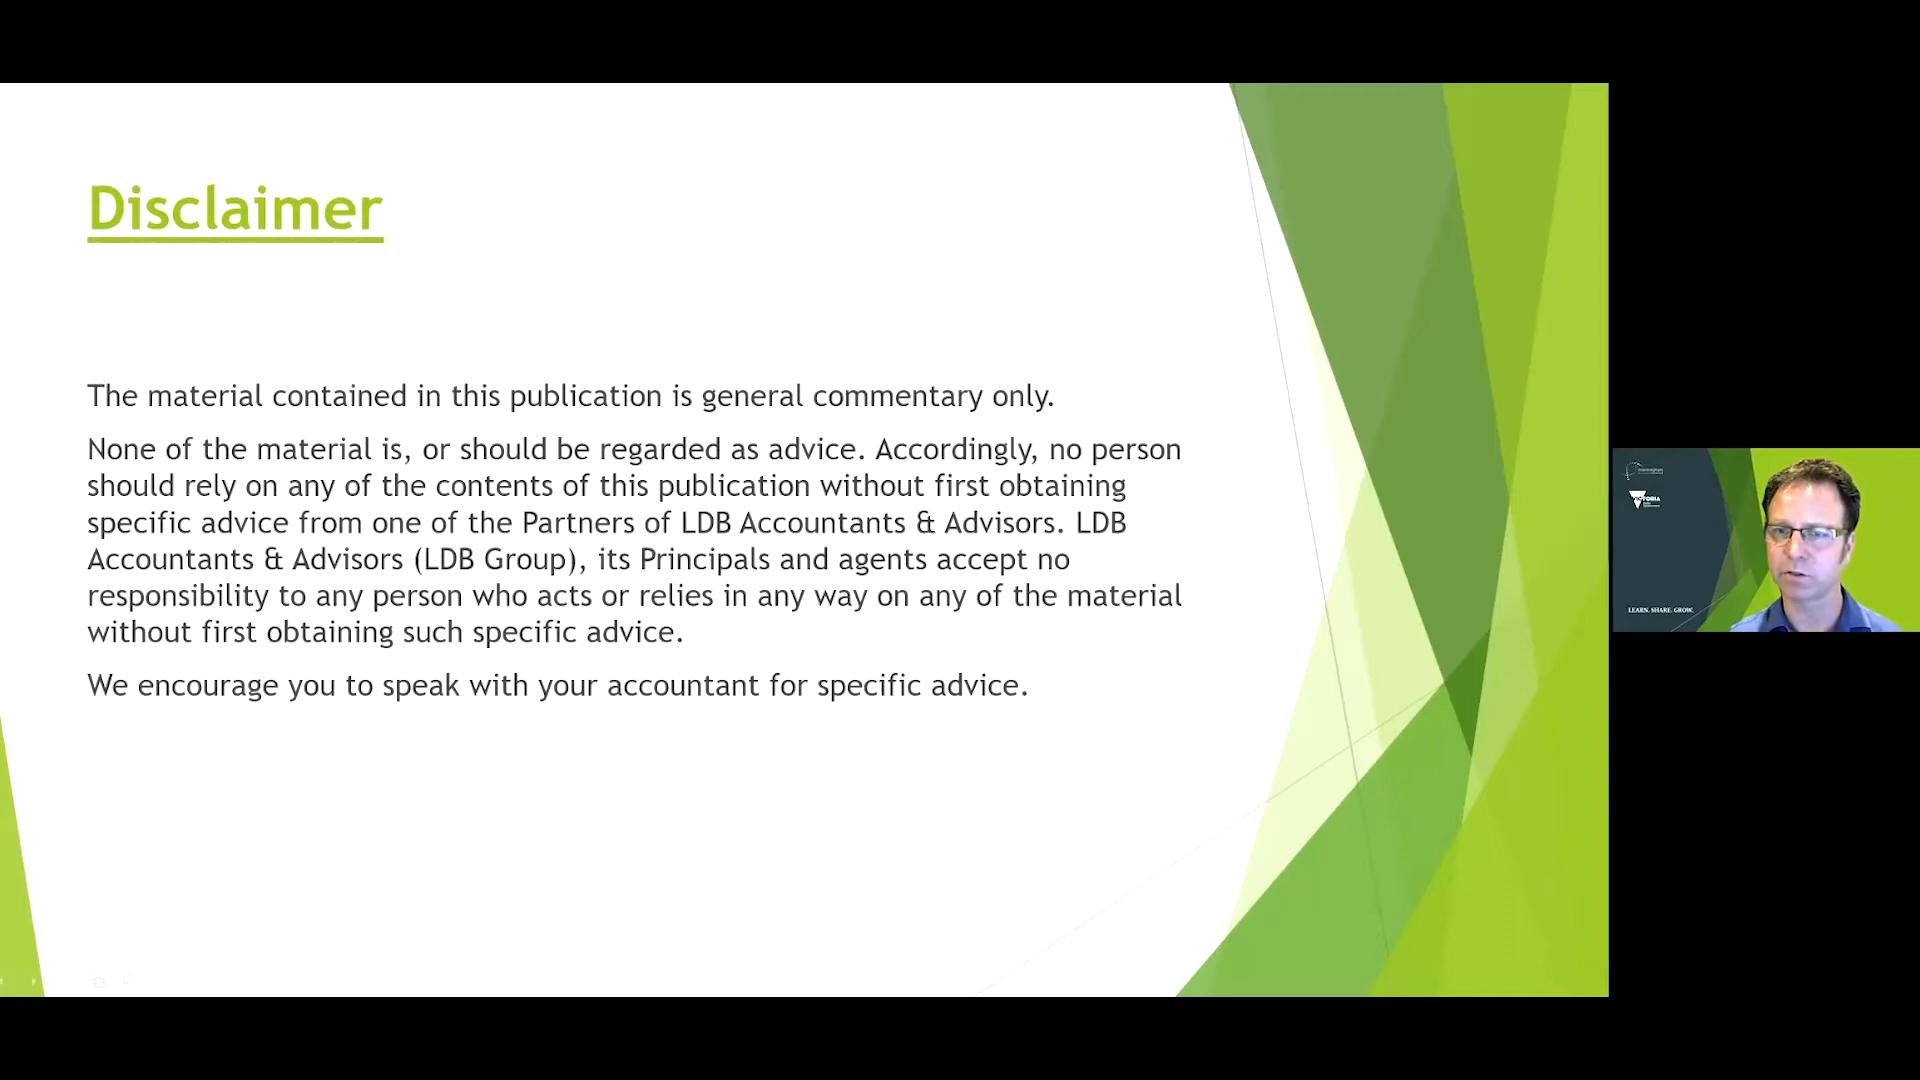 Disclaimer
The material contained in this publication is general commentary only.
None of the material is, or should be regarded as advice. Accordingly, no person
should rely on any of the contents of this publication without first obtaining
specific advice from one of the Partners of LDB Accountants & Advisors. LDB
Accountants & Advisors (LDB Group), its Principals and agents accept no
responsibility to any person who acts or relies in any way on any of the material
without first obtaining such specific advice.
We encourage you to speak with your accountant for specific advice.
VICTORIA
LEARN. SHARE. GROW.